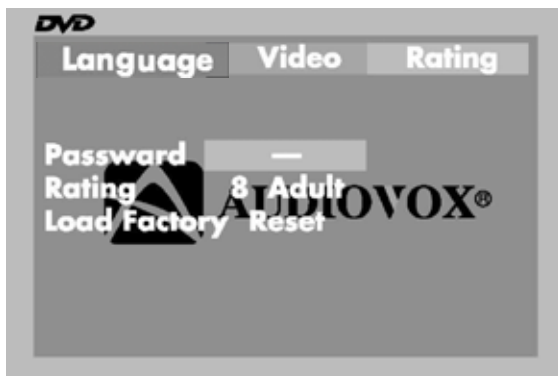 DVD
Language Video Rating
Passward —
Rating 8 Adult
AUDIOVOX®
Load Factory Reset